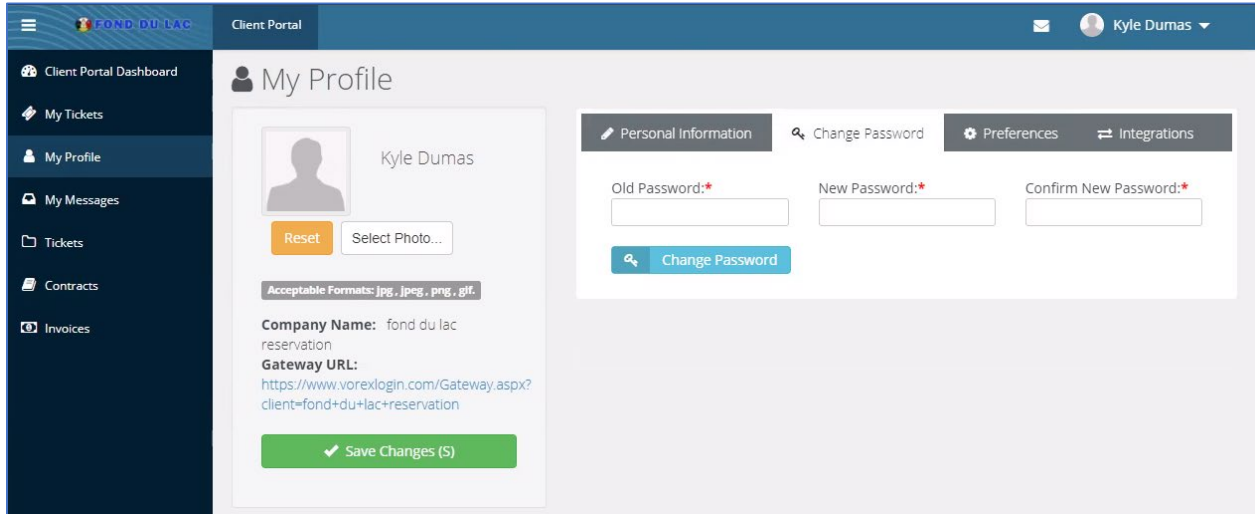 FOND DU LAC
Client Portal
Kyle Dumas
Client Portal Dashboard
My Tickets
My Profile
My Messages
Tickets
Contracts
Invoices
My Profile
Kyle Dumas
Reset
Select Photo...
Acceptable Formats: jpg , jpeg , png , gif.
Company Name: fond du lac
reservation
Gateway URL:
https://www.vorexlogin.com/Gateway.aspx?
client=fond+du+lac+reservation
Save Changes (S)
Personal Information
Change Password
Preferences
Integrations
Old Password:*
New Password:*
Confirm New Password:*
Change Password